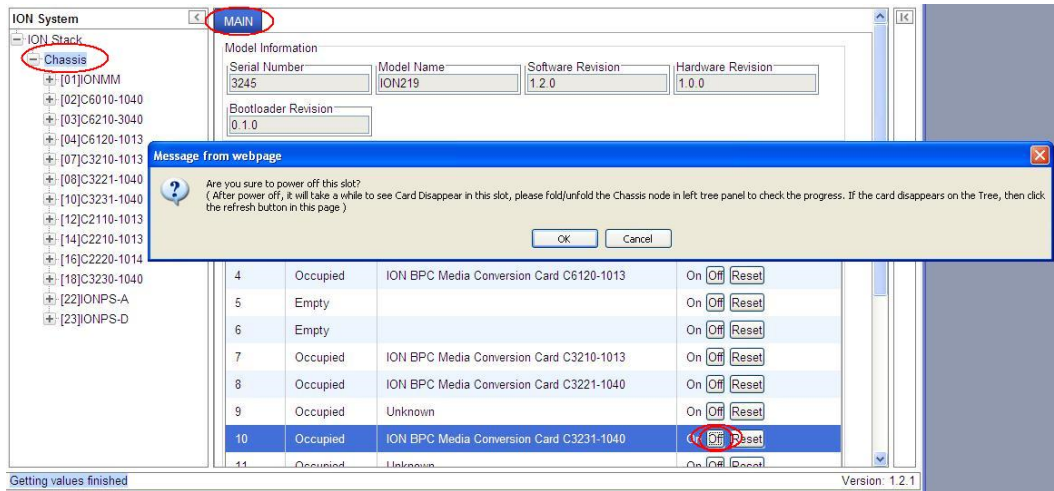 ION System
ION Stack
Chassis
[01]IONMM
[02]C6010-1040
[03]C6210-3040
[04]C6120-1013
[07]C3210-1013
[08]C3221-1040
[10]C3231-1040
[12]C2110-1013
[14]C2210-1013
[16]C2220-1014
[18]C3230-1040
[22]IONPS-A
[23]IONPS-D
MAIN
Model Information
Serial Number Model Name Software Revision Hardware Revision
3245 ION219 1.2.0 1.0.0
Bootloader Revision
0.1.0
Message from webpage
Are you sure to power off this slot?
( After power off, it will take a while to see Card Disappear in this slot, please fold/unfold the Chassis node in left tree panel to check the progress. If the card disappears on the Tree, then click
the refresh button in this page )
OK Cancel
4 Occupied ION BPC Media Conversion Card C6120-1013 On Off Reset
5 Empty On Off Reset
6 Empty On Off Reset
7 Occupied ION BPC Media Conversion Card C3210-1013 On Off Reset
8 Occupied ION BPC Media Conversion Card C3221-1040 On Off Reset
9 Occupied Unknown On Off Reset
10 Occupied ION BPC Media Conversion Card C3231-1040 On Off Reset
11 Occupied Unknown On Off Reset
Getting values finished Version: 1.2.1